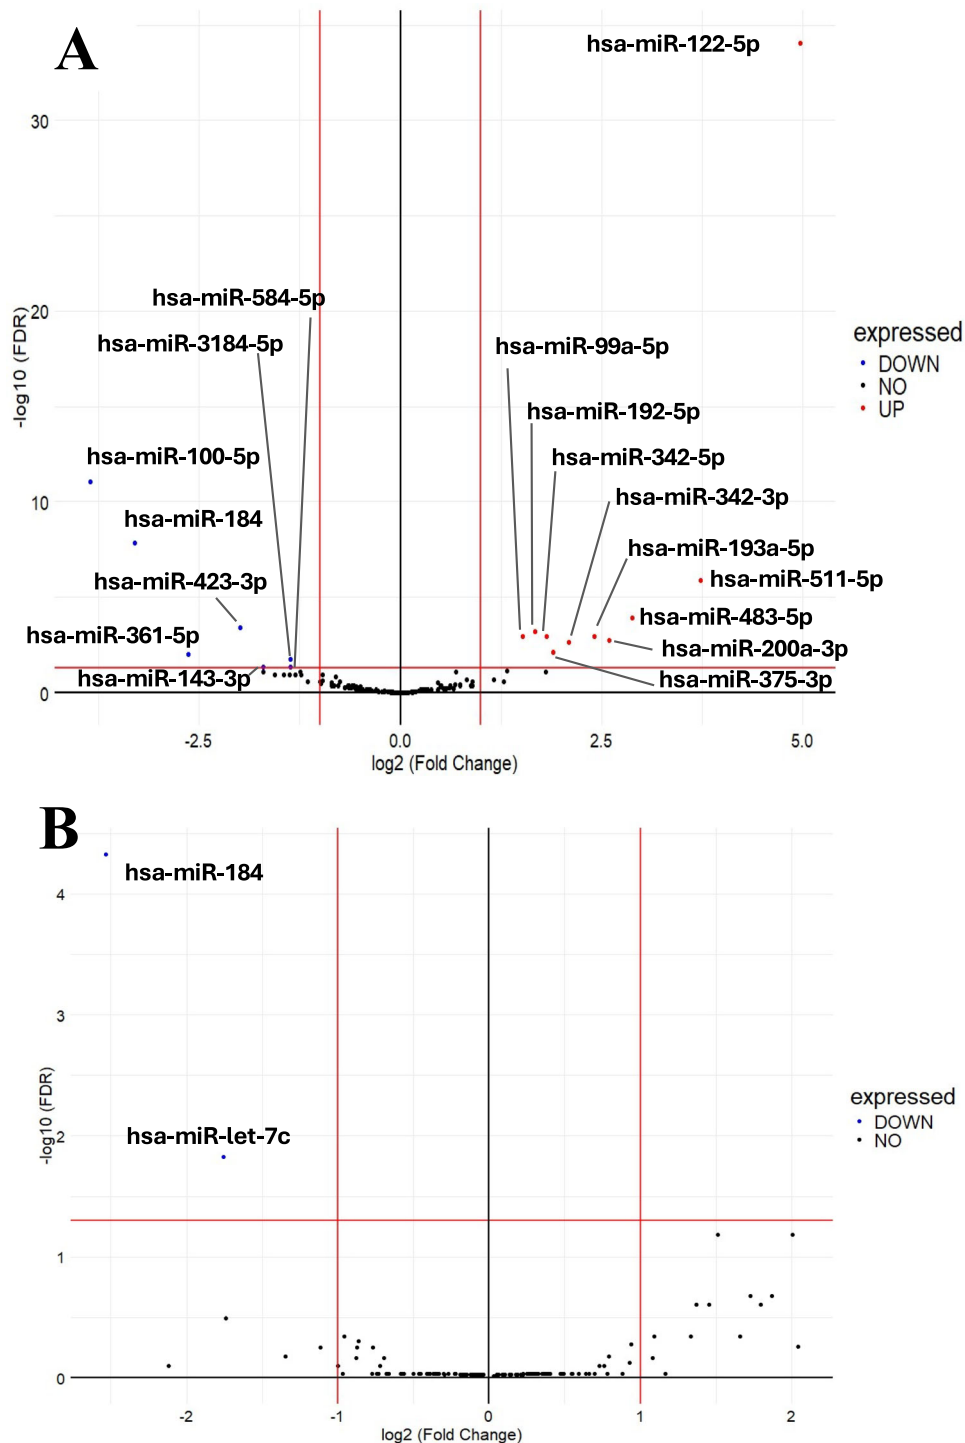 A
hsa-miR-122-5p
30
hsa-miR-584-5p
20
hsa-miR-3184-5p
hsa-miR-99a-5p
expressed
DOWN
NO
UP
-log10 (FDR)
hsa-miR-192-5p
hsa-miR-100-5p
hsa-miR-342-5p
10
hsa-miR-342-3p
hsa-miR-184
hsa-miR-193a-5p
hsa-miR-423-3p
hsa-miR-511-5p
hsa-miR-483-5p
hsa-miR-361-5p
hsa-miR-200a-3p
hsa-miR-143-3p
hsa-miR-375-3p
0
-2.5 0.0 2.5 5.0
log2 (Fold Change)
B
hsa-miR-184
4
3
expressed
DOWN
NO
-log10 (FDR)
hsa-miR-let-7c
2
1
0
-2 -1 0 1 2
log2 (Fold Change)